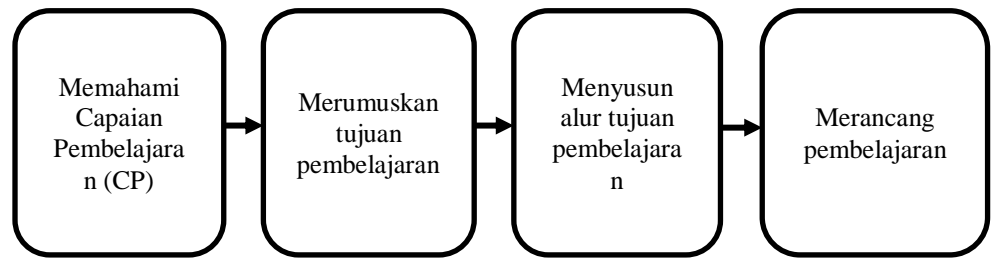 Memahami
Capaian
Pembelajara
n (CP)
Merumuskan
tujuan
pembelajaran
Menyusun
alur tujuan
pembelajara
n
Merancang
pembelajaran